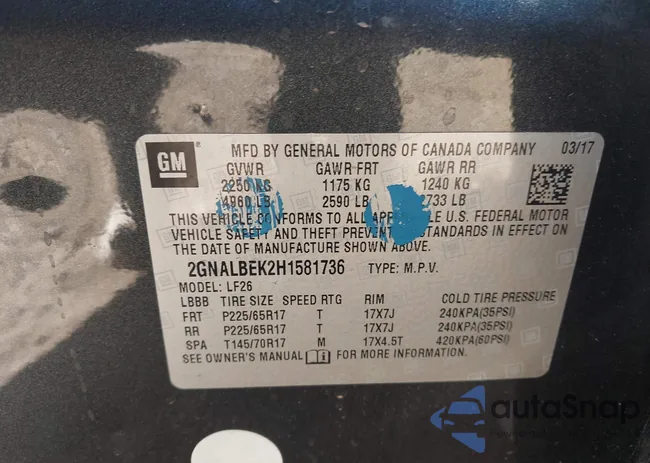 GM
MFD BY GENERAL MOTORS OF CANADA COMPANY 03/17
GVWR GAWR FRT GAWR RR
2250 KG 1175 KG 1240 KG
4960 LB 2590 LB 2733 LB
THIS VEHICLE CONFORMS TO ALL APPLICABLE U.S. FEDERAL MOTOR
VEHICLE SAFETY AND THEFT PREVENTION STANDARDS IN EFFECT ON
THE DATE OF MANUFACTURE SHOWN ABOVE.
2GNALBEK2H1581736 TYPE: M.P.V.
MODEL: LF26
LBBB TIRE SIZE SPEED RTG RIM COLD TIRE PRESSURE
FRT P225/65R17 T 17X7J 240KPA(35PSI)
RR P225/65R17 T 17X7J 240KPA(35PSI)
SPA T145/70R17 M 17X4.5T 420KPA(60PSI)
SEE OWNER'S MANUAL FOR MORE INFORMATION.
autoSnap